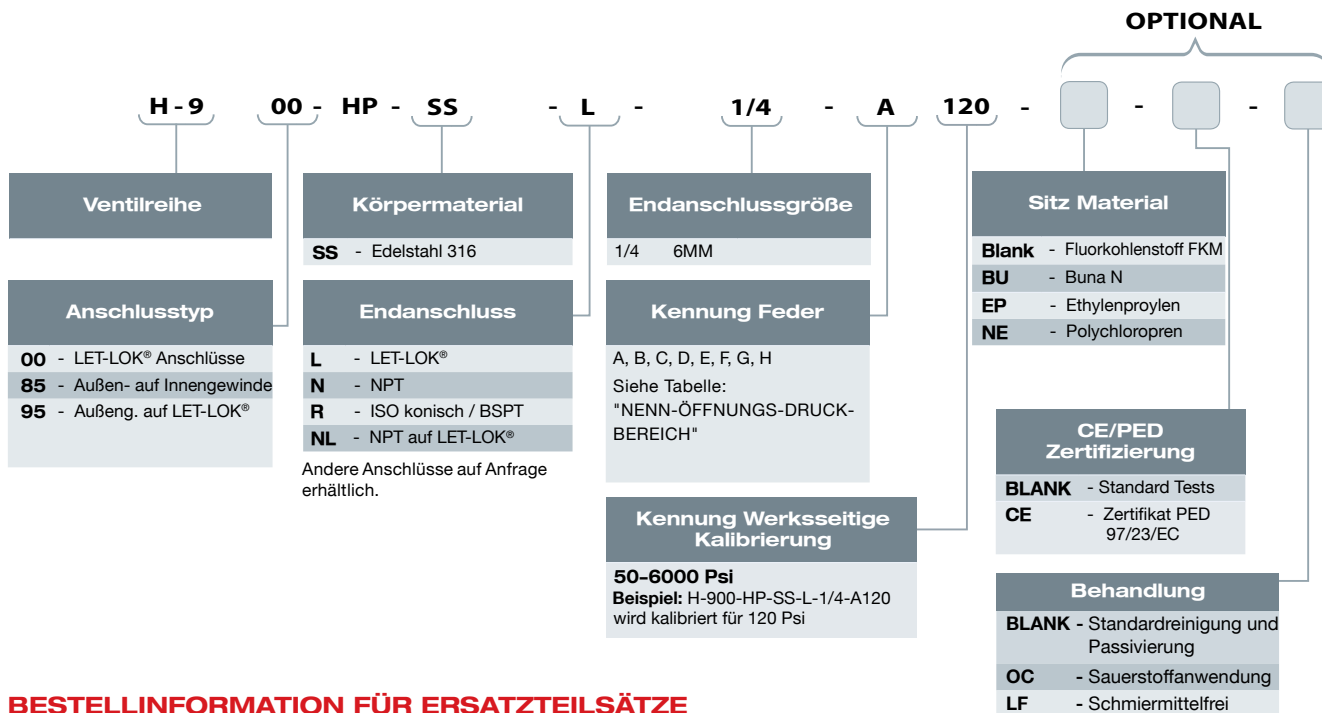 OPTIONAL
H-9 00 - HP - SS - L - 1/4 - A 120 - - -
Ventilreihe
Anschlusstyp
00 - LET-LOK® Anschlüsse
85 - Außen- auf Innengewinde
95 - Außeng. auf LET-LOK®
Körpermaterial
SS - Edelstahl 316
Endanschluss
L - LET-LOK®
N - NPT
R - ISO konisch / BSPT
NL - NPT auf LET-LOK®
Andere Anschlüsse auf Anfrage
erhältlich.
Endanschlussgröße
1/4 6MM
Kennung Feder
A, B, C, D, E, F, G, H
Siehe Tabelle:
"NENN-ÖFFNUNGS-DRUCK-
BEREICH"
Kennung Werksseitige
Kalibrierung
50-6000 Psi
Beispiel: H-900-HP-SS-L-1/4-A120
wird kalibriert für 120 Psi
Sitz Material
Blank - Fluorkohlenstoff FKM
BU - Buna N
EP - Ethylenproylen
NE - Polychloropren
CE/PED
Zertifizierung
BLANK - Standard Tests
CE - Zertifikat PED
97/23/EC
Behandlung
BLANK - Standardreinigung und
Passivierung
OC - Sauerstoffanwendung
LF - Schmiermittelfrei
BESTELLINFORMATION FÜR ERSATZTEILSÄTZE